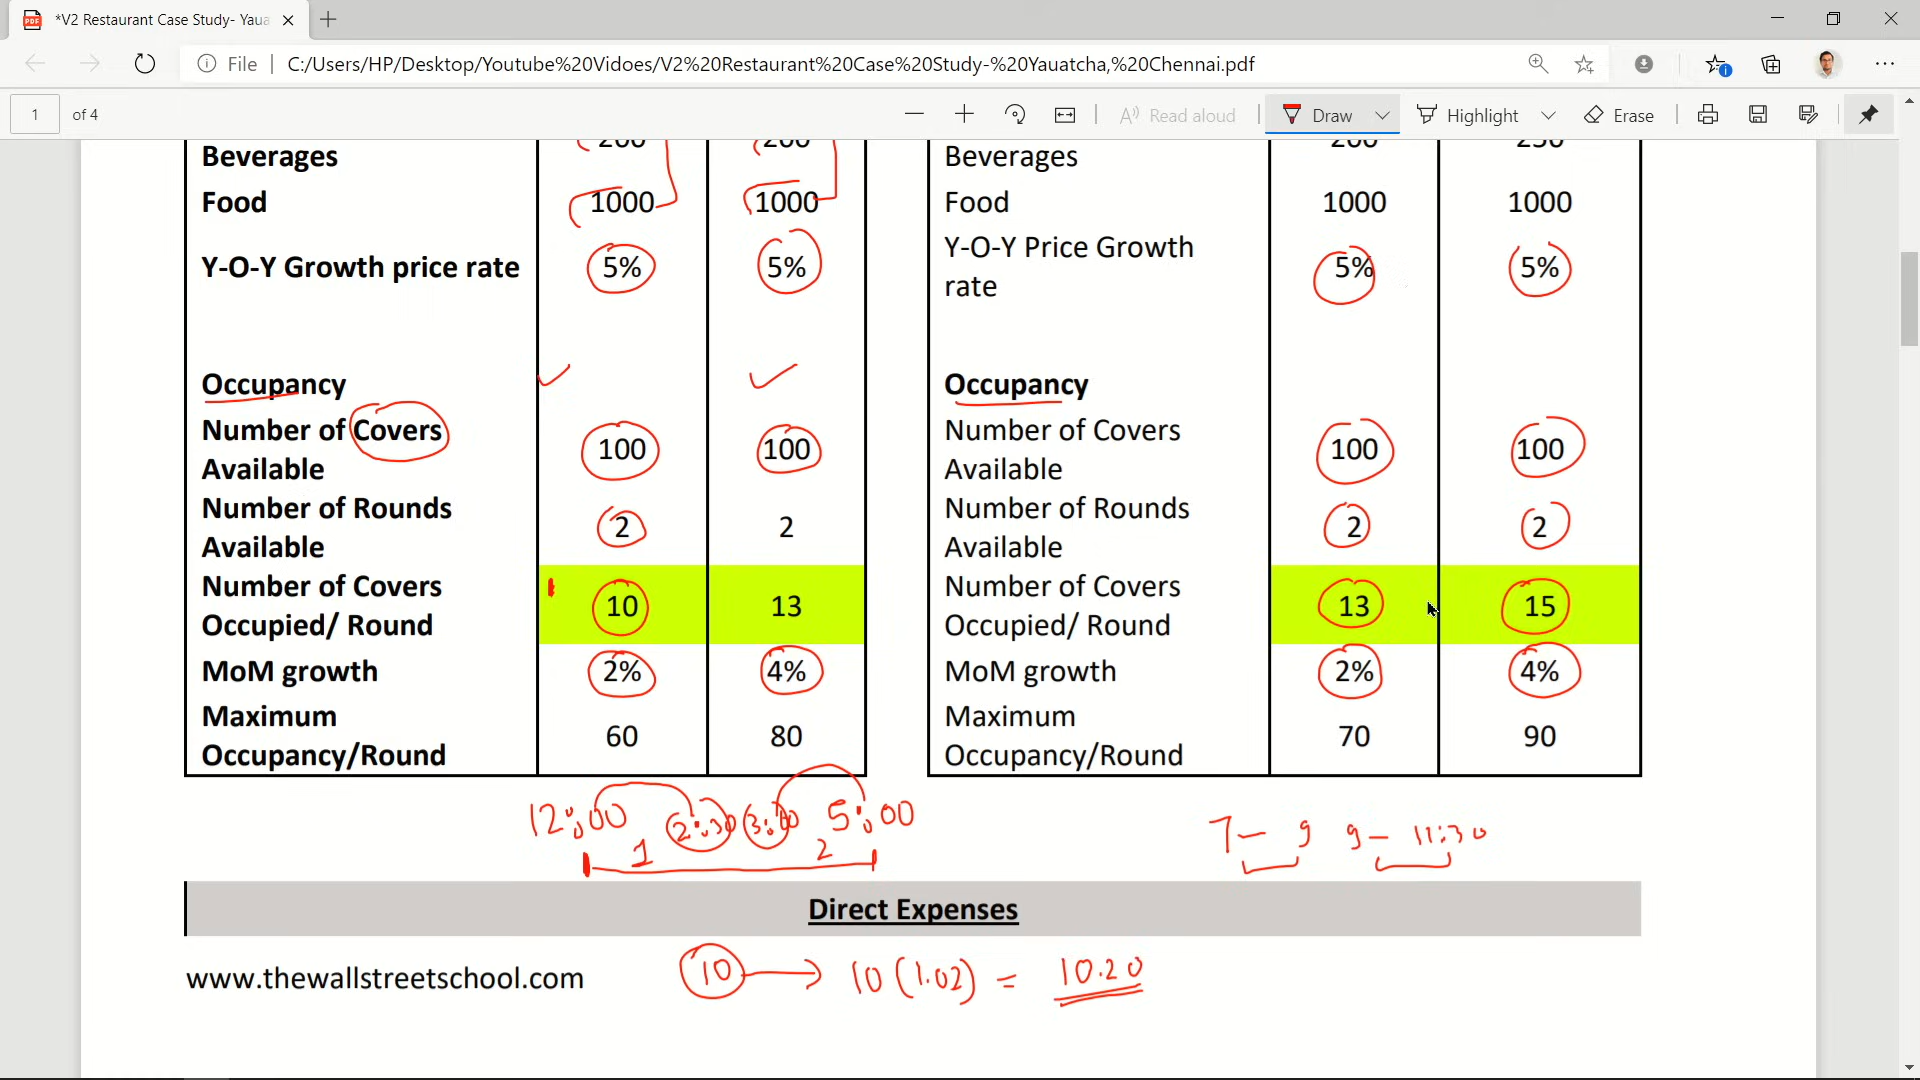 *V2 Restaurant Case Study- Yaua
File
C:/Users/HP/Desktop/Youtube%20Vidoes/V2%20Restaurant%20Case%20Study-%20Yauatcha,%20Chennai.pdf
1 of 4
Read aloud
Draw
Highlight
Erase
Beverages 200 200
Food 1000 1000
Y-O-Y Growth price rate 5% 5%
Occupancy
Number of Covers
Available 100 100
Number of Rounds
Available 2 2
Number of Covers
Occupied/ Round 10 13
MoM growth 2% 4%
Maximum
Occupancy/Round 60 80
Beverages 200 250
Food 1000 1000
Y-O-Y Price Growth
rate 5% 5%
Occupancy
Number of Covers
Available 100 100
Number of Rounds
Available 2 2
Number of Covers
Occupied/ Round 13 15
MoM growth 2% 4%
Maximum
Occupancy/Round 70 90
12:00 2:30 3:00 5:00
1 2
7- 9 9- 11:30
Direct Expenses
www.thewallstreetschool.com
10 → 10 (1.02) = 10.20